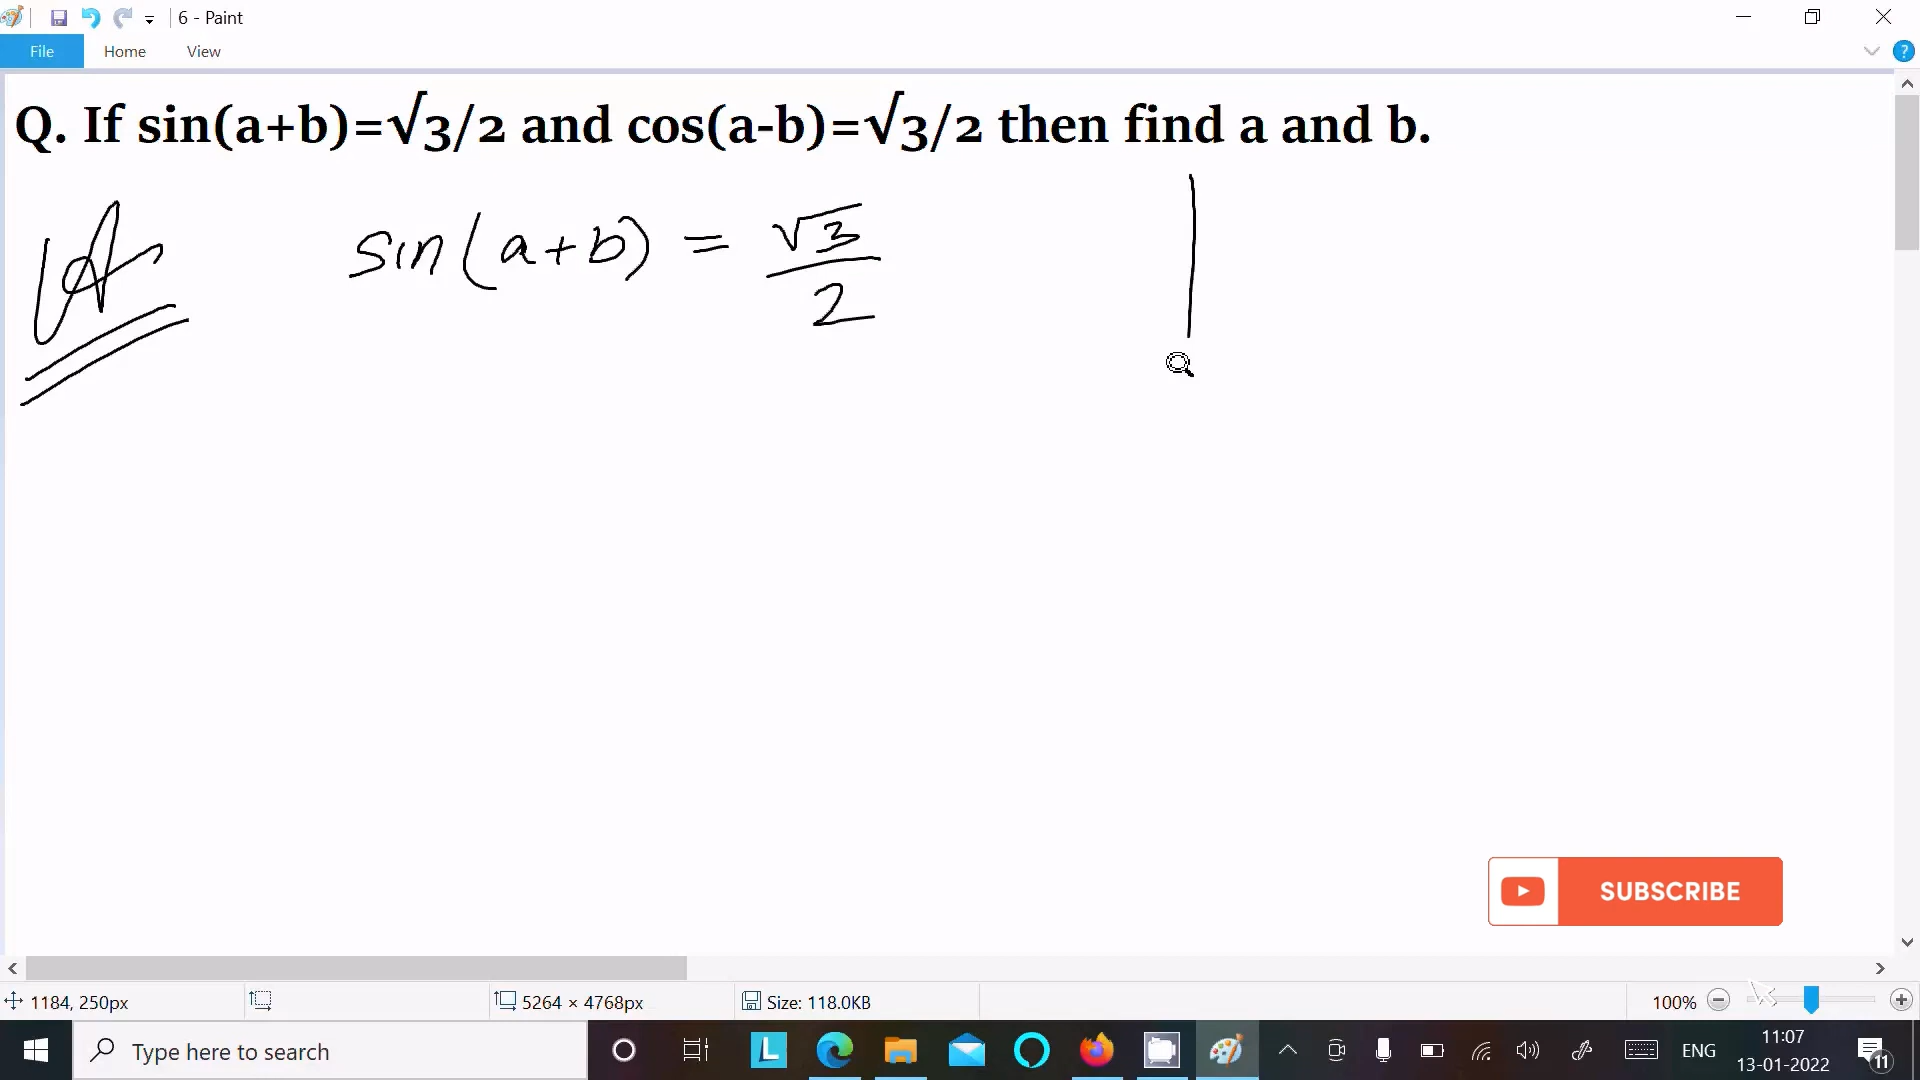 6 - Paint
File Home View
Q. If sin(a+b)=√3/2 and cos(a-b)=√3/2 then find a and b.
sin(a+b) = √3/2
SUBSCRIBE
1184, 250px 5264 × 4768px Size: 118.0KB 100%
Type here to search
ENG 11:07
13-01-2022 11